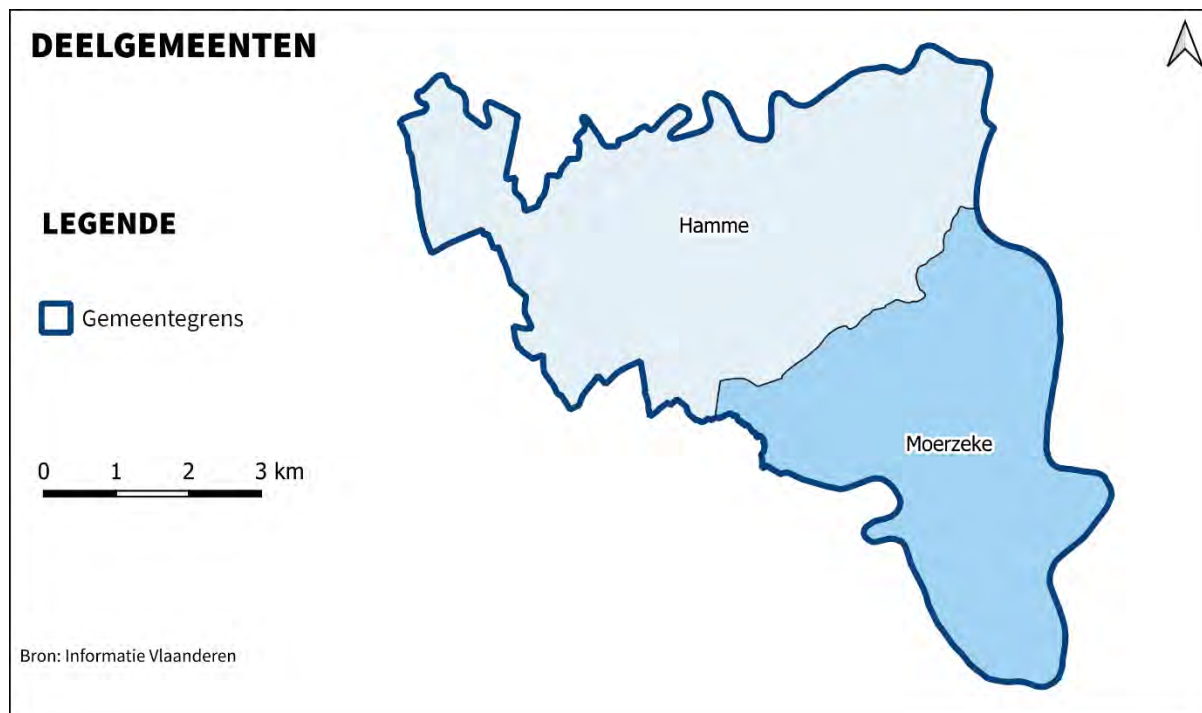 DEELGEMEENTEN
Hamme
LEGENDE
Gemeentegrens
Moerzeke
0 1 2 3 km
Bron: Informatie Vlaanderen